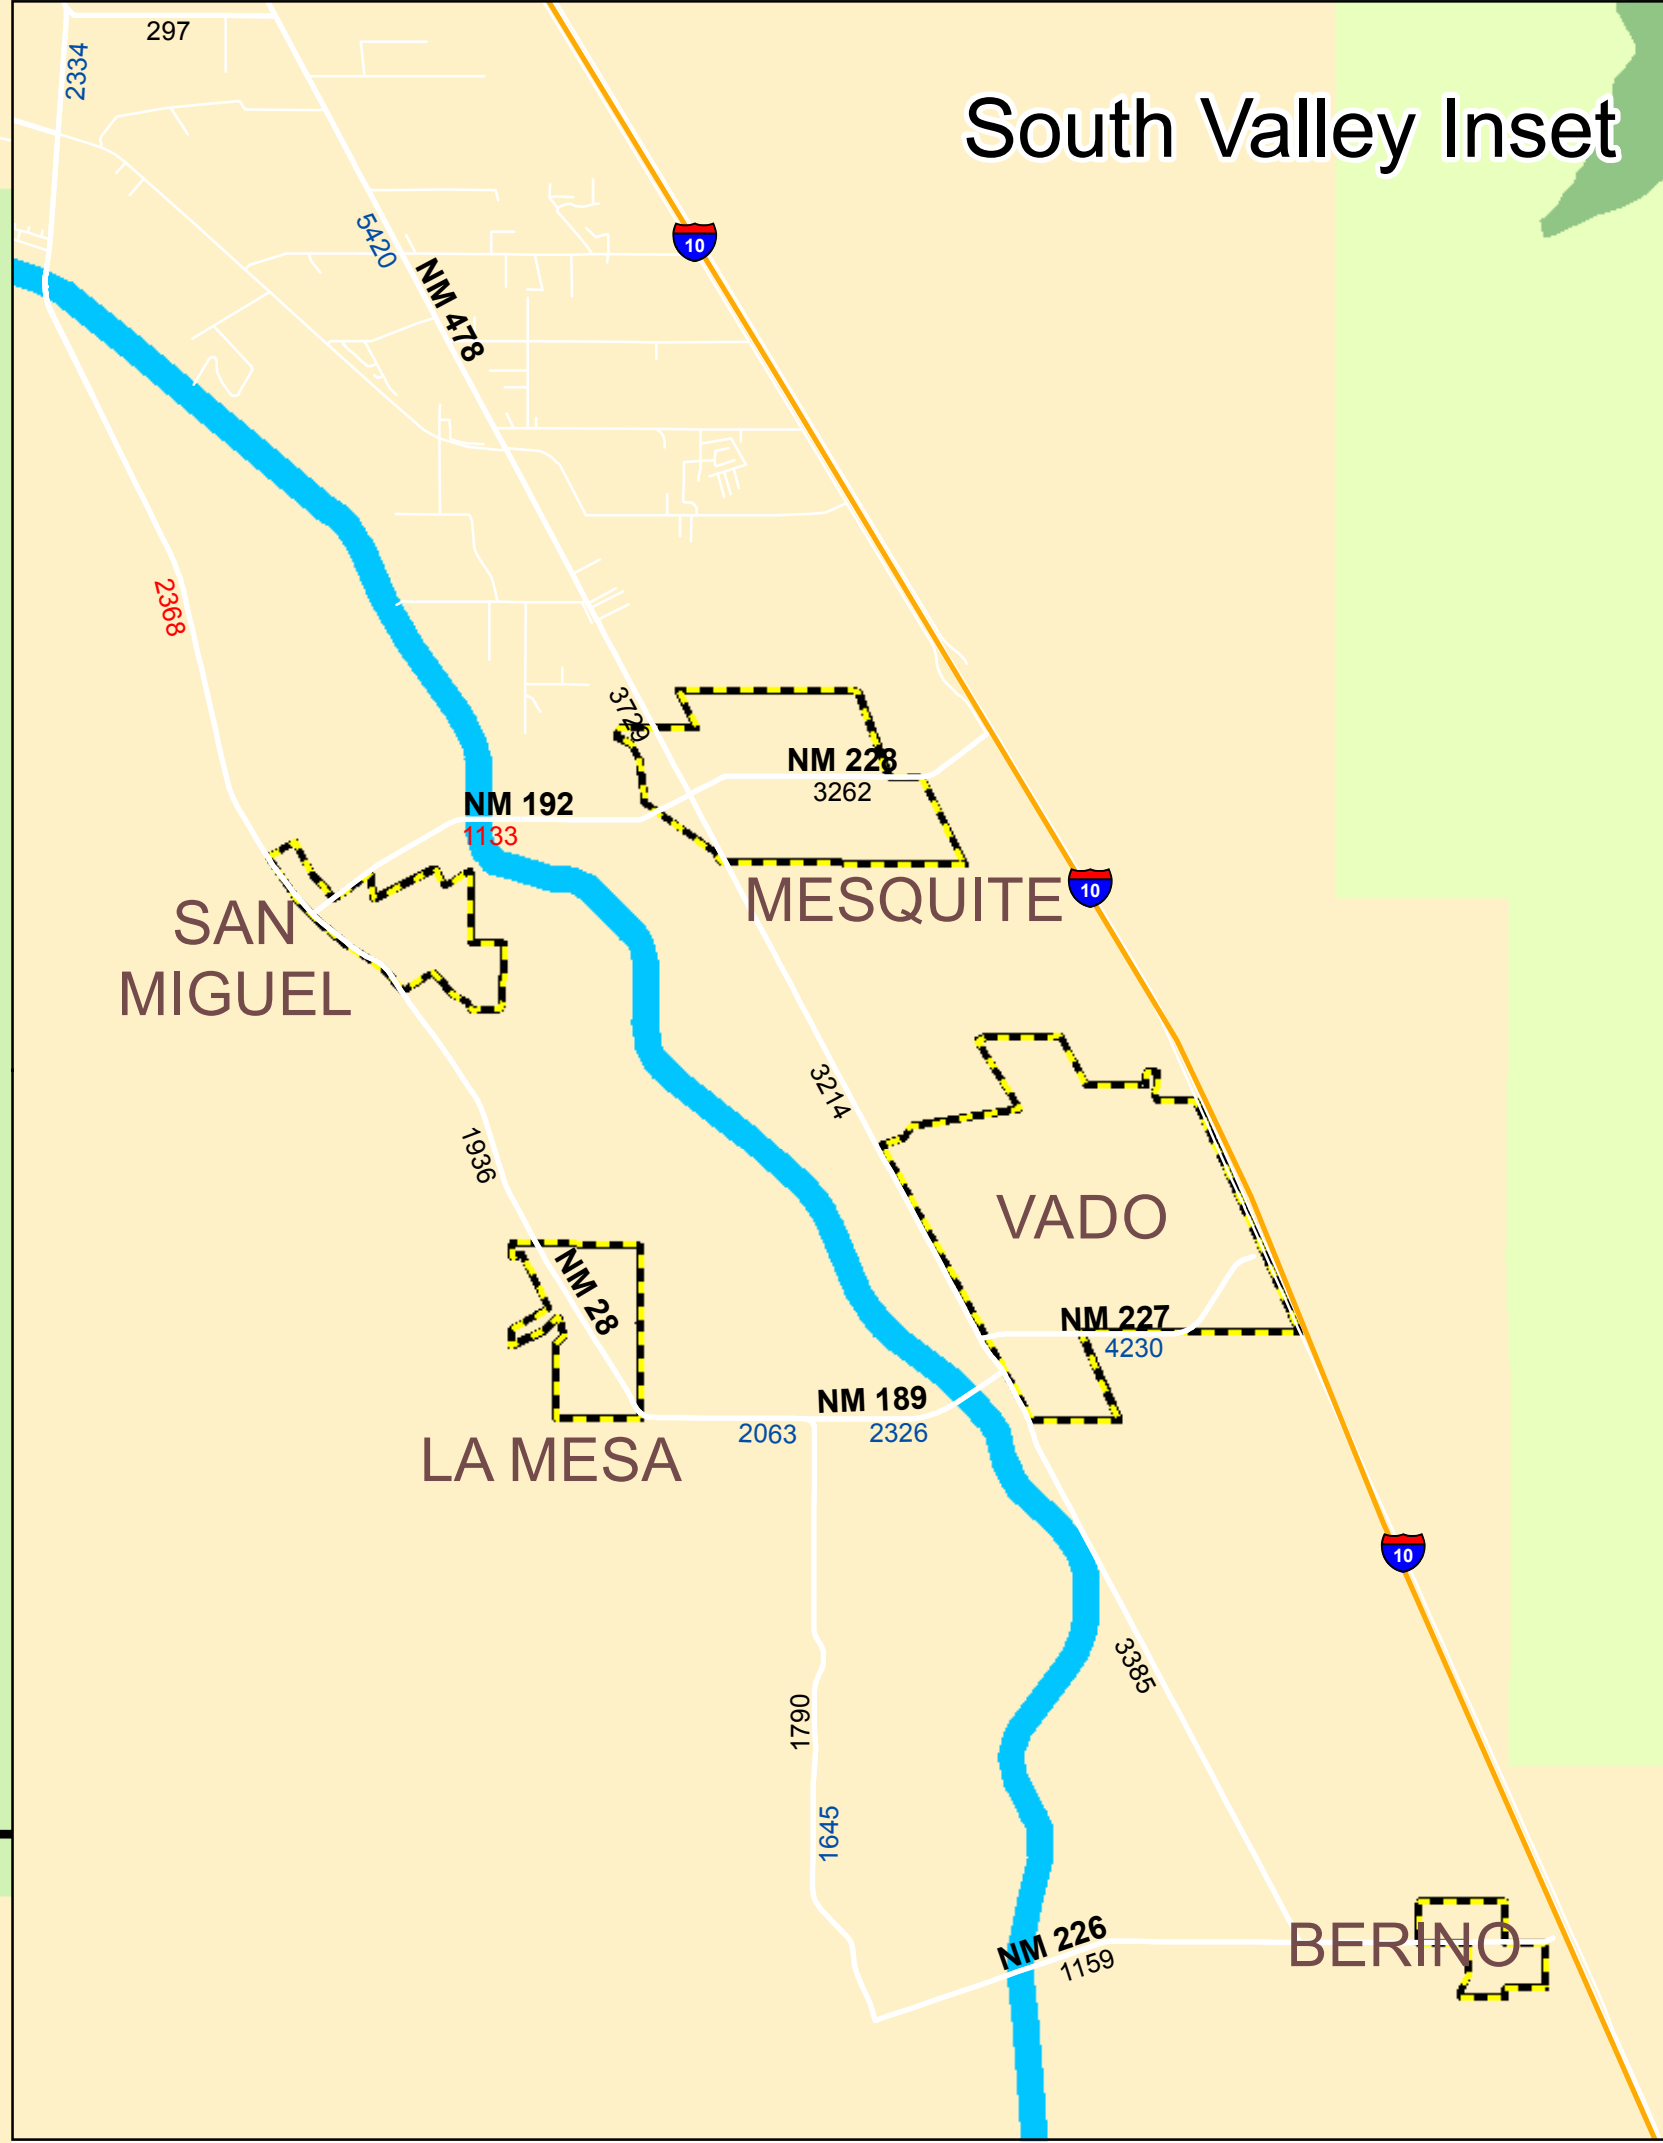 297
2334
South Valley Inset
5420
10
NM 478
2368
3729
NM 228
3262
NM 192
1133
MESQUITE
10
SAN
MIGUEL
3214
1936
VADO
NM 28
NM 227
4230
NM 189
2063
2326
LA MESA
10
3385
1790
1645
NM 226
1159
BERINO